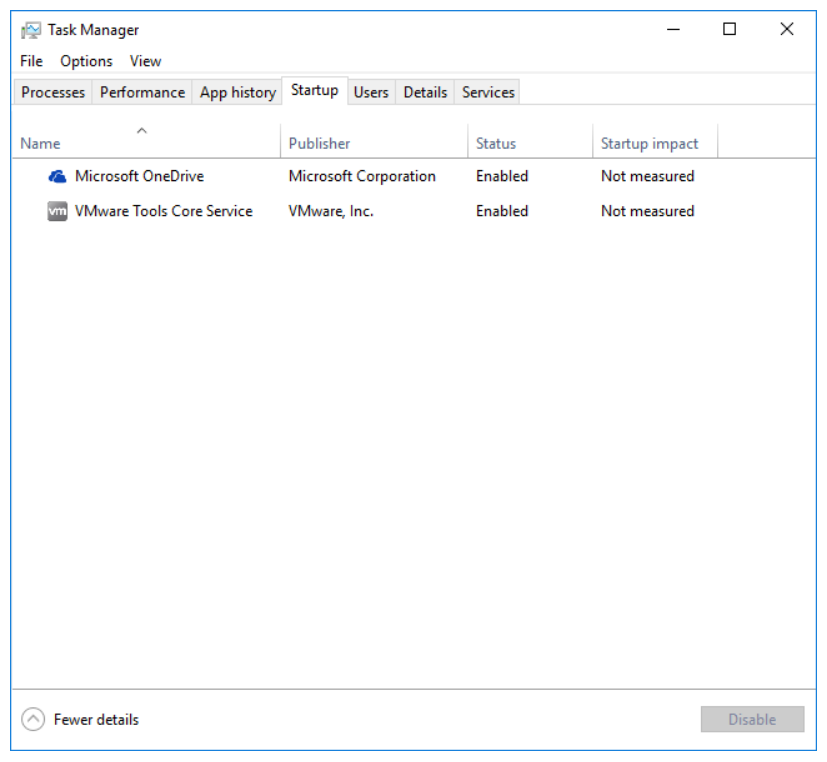 Task Manager
File Options View
Processes Performance App history Startup Users Details Services
Name Publisher Status Startup impact
Microsoft OneDrive Microsoft Corporation Enabled Not measured
vm VMware Tools Core Service VMware, Inc. Enabled Not measured
Fewer details Disable